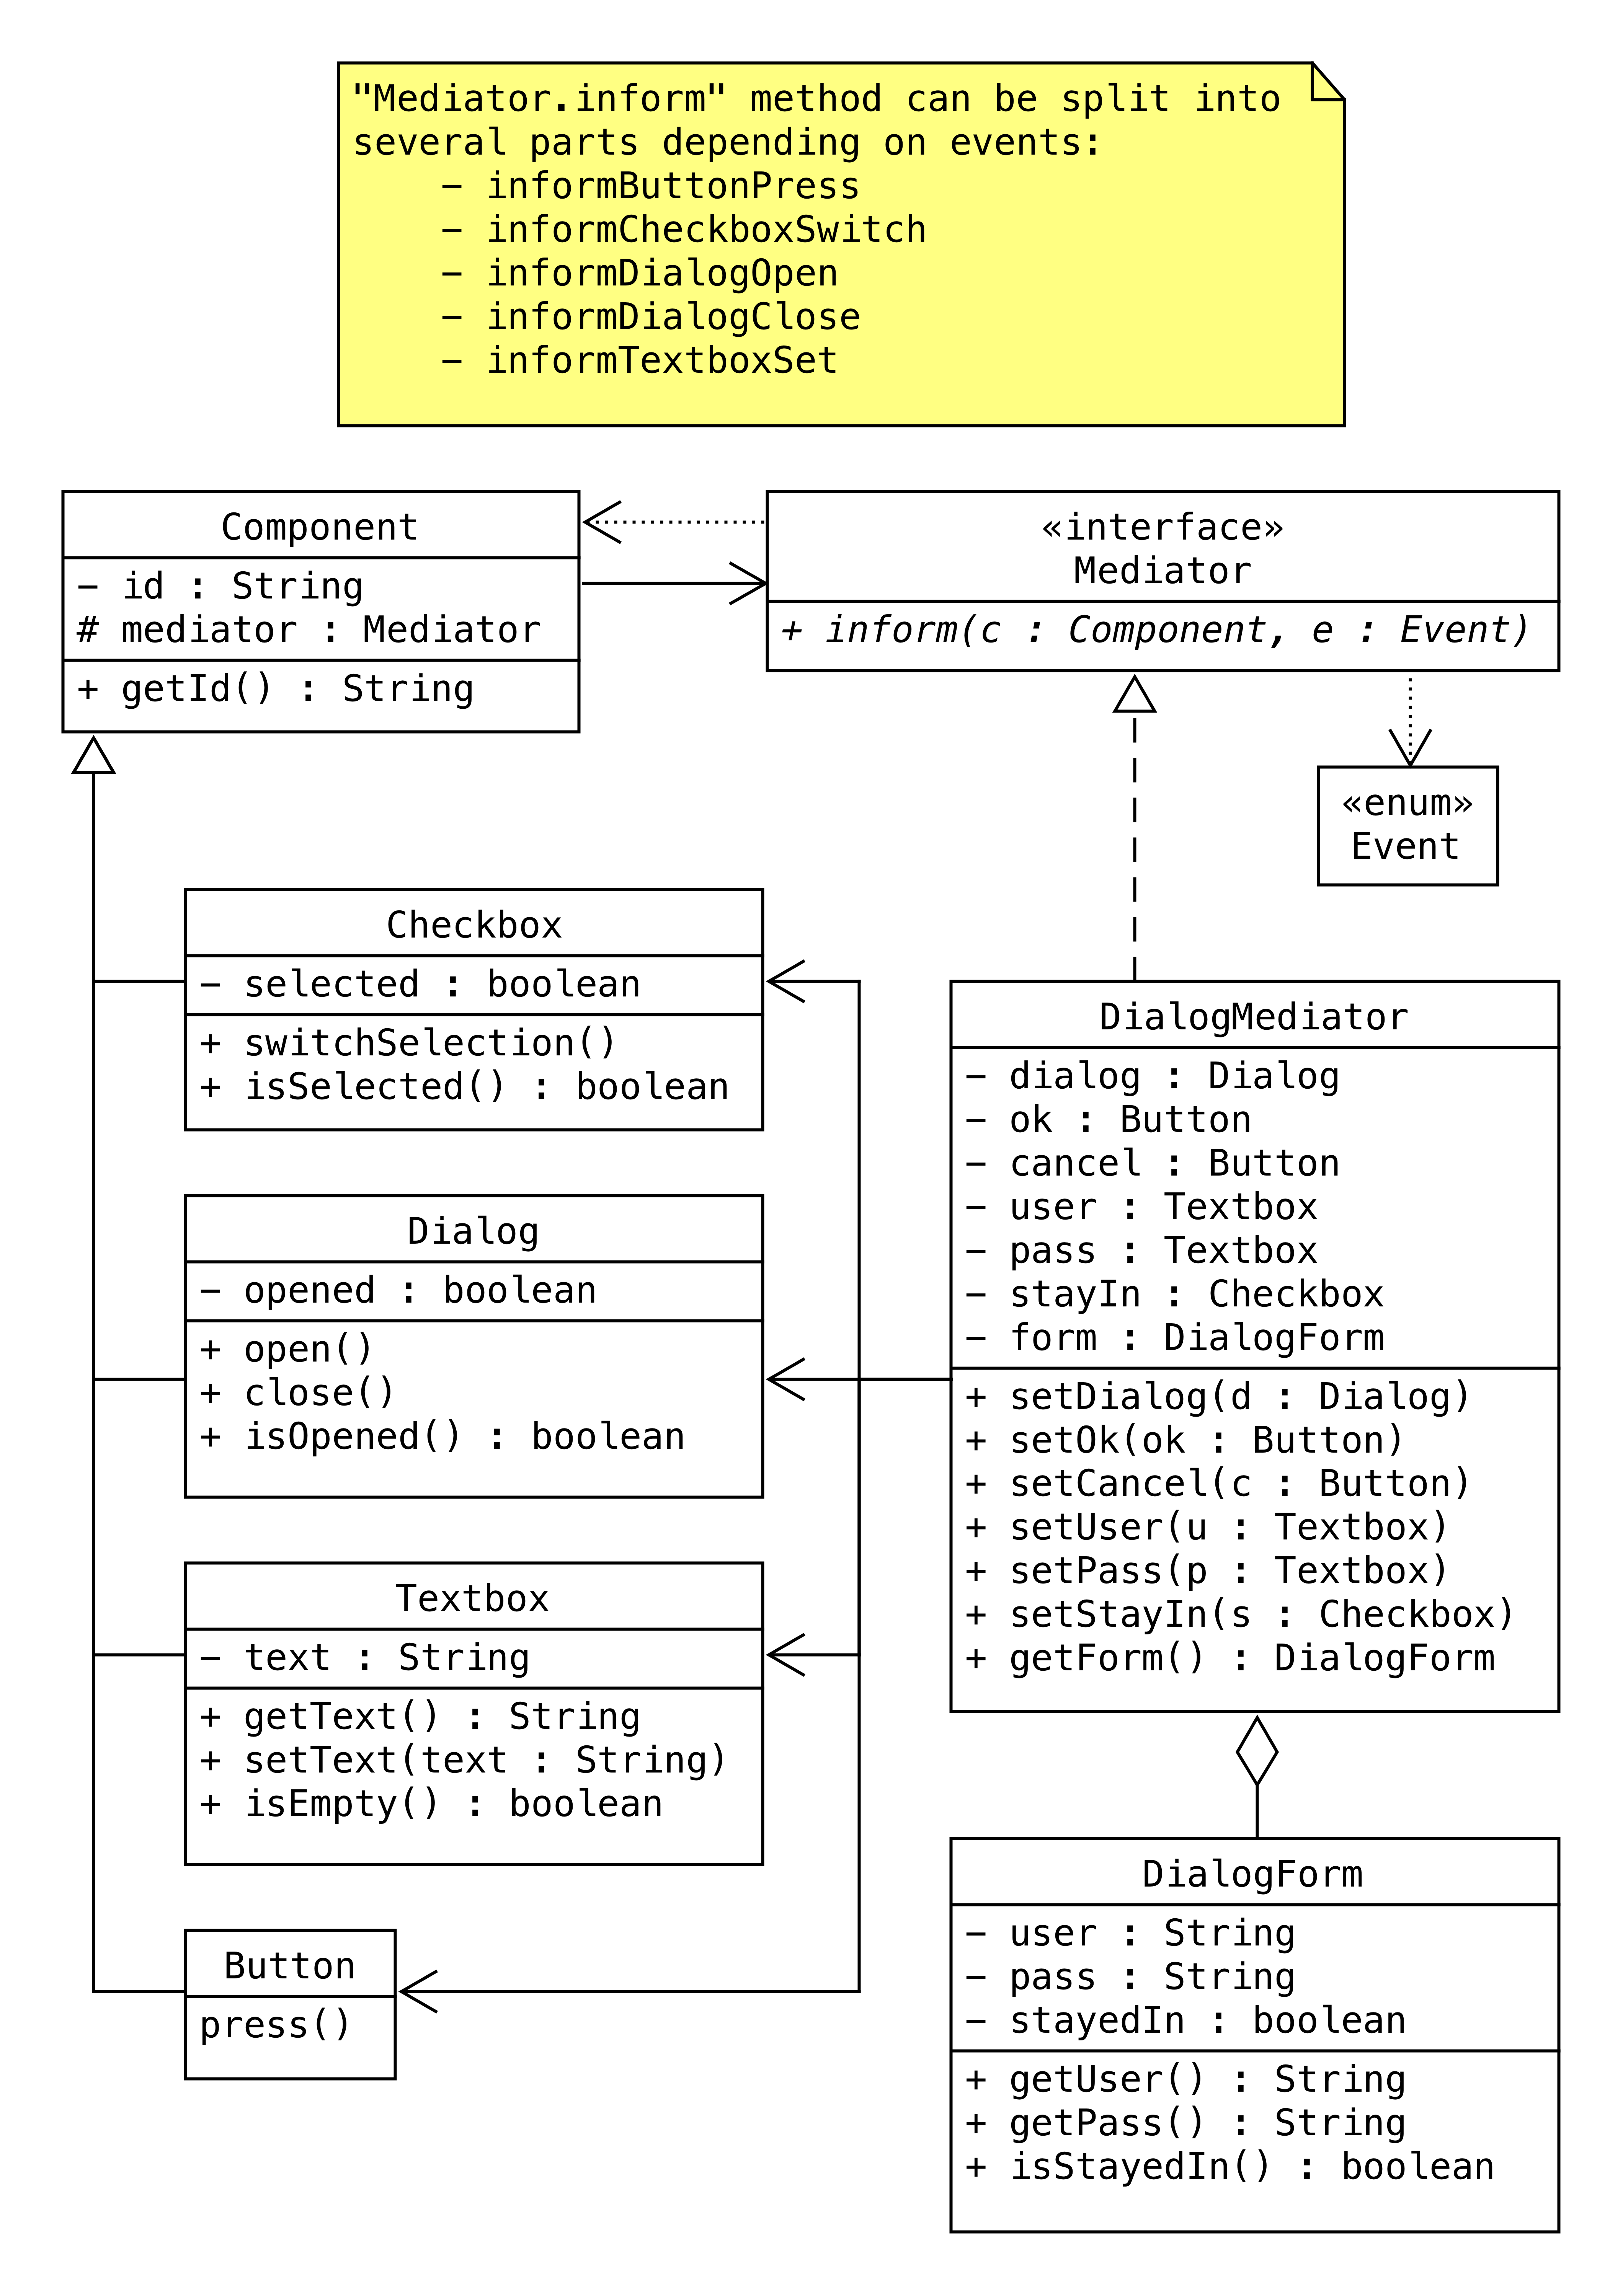 "Mediator.inform" method can be split into
several parts depending on events:
− informButtonPress
− informCheckboxSwitch
− informDialogOpen
− informDialogClose
− informTextboxSet
Component
− id : String
# mediator : Mediator
+ getId() : String
«interface»
Mediator
+ inform(c : Component, e : Event)
«enum»
Event
Checkbox
− selected : boolean
+ switchSelection()
+ isSelected() : boolean
Dialog
− opened : boolean
+ open()
+ close()
+ isOpened() : boolean
Textbox
− text : String
+ getText() : String
+ setText(text : String)
+ isEmpty() : boolean
Button
press()
DialogMediator
− dialog : Dialog
− ok : Button
− cancel : Button
− user : Textbox
− pass : Textbox
− stayIn : Checkbox
− form : DialogForm
+ setDialog(d : Dialog)
+ setOk(ok : Button)
+ setCancel(c : Button)
+ setUser(u : Textbox)
+ setPass(p : Textbox)
+ setStayIn(s : Checkbox)
+ getForm() : DialogForm
DialogForm
− user : String
− pass : String
− stayedIn : boolean
+ getUser() : String
+ getPass() : String
+ isStayedIn() : boolean